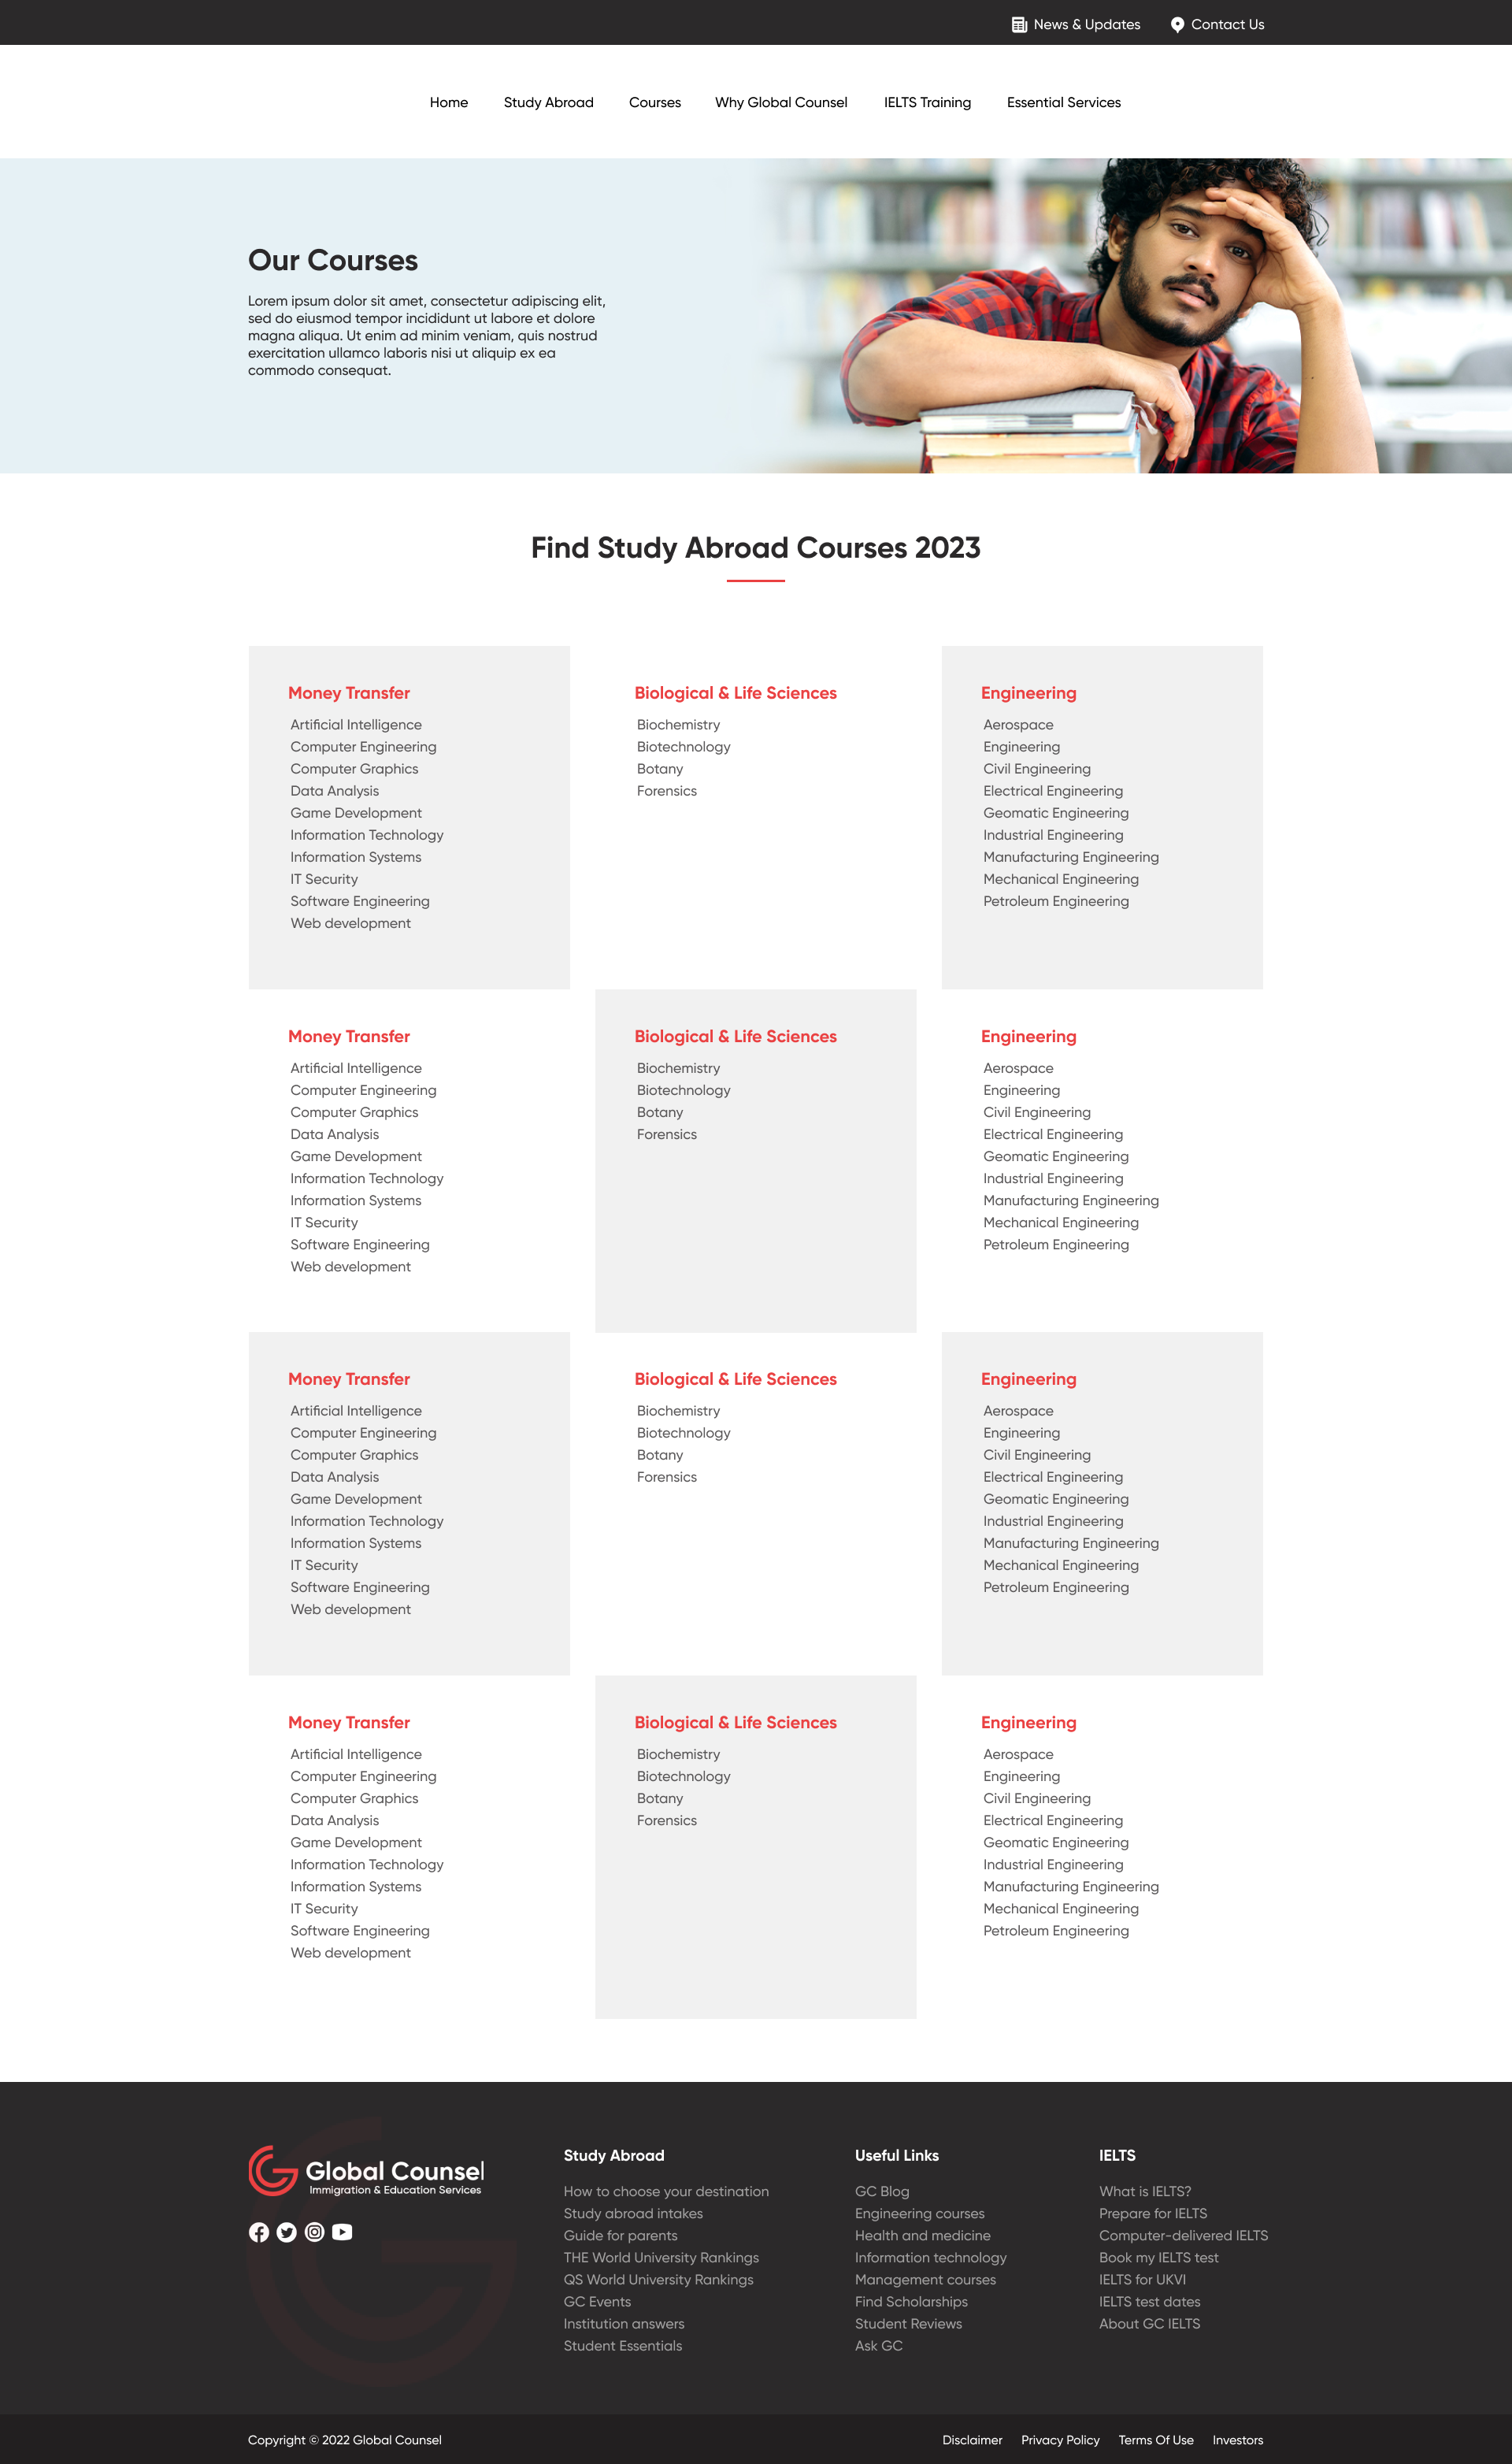 News & Updates
Contact Us
Home
Study Abroad
Courses
Why Global Counsel
IELTS Training
Essential Services
Our Courses
Lorem ipsum dolor sit amet, consectetur adipiscing elit,
sed do eiusmod tempor incididunt ut labore et dolore
magna aliqua. Ut enim ad minim veniam, quis nostrud
exercitation ullamco laboris nisi ut aliquip ex ea
commodo consequat.
Find Study Abroad Courses 2023
Money Transfer
Artificial Intelligence
Computer Engineering
Computer Graphics
Data Analysis
Game Development
Information Technology
Information Systems
IT Security
Software Engineering
Web development
Biological & Life Sciences
Biochemistry
Biotechnology
Botany
Forensics
Engineering
Aerospace
Engineering
Civil Engineering
Electrical Engineering
Geomatic Engineering
Industrial Engineering
Manufacturing Engineering
Mechanical Engineering
Petroleum Engineering
Money Transfer
Artificial Intelligence
Computer Engineering
Computer Graphics
Data Analysis
Game Development
Information Technology
Information Systems
IT Security
Software Engineering
Web development
Biological & Life Sciences
Biochemistry
Biotechnology
Botany
Forensics
Engineering
Aerospace
Engineering
Civil Engineering
Electrical Engineering
Geomatic Engineering
Industrial Engineering
Manufacturing Engineering
Mechanical Engineering
Petroleum Engineering
Money Transfer
Artificial Intelligence
Computer Engineering
Computer Graphics
Data Analysis
Game Development
Information Technology
Information Systems
IT Security
Software Engineering
Web development
Biological & Life Sciences
Biochemistry
Biotechnology
Botany
Forensics
Engineering
Aerospace
Engineering
Civil Engineering
Electrical Engineering
Geomatic Engineering
Industrial Engineering
Manufacturing Engineering
Mechanical Engineering
Petroleum Engineering
Money Transfer
Artificial Intelligence
Computer Engineering
Computer Graphics
Data Analysis
Game Development
Information Technology
Information Systems
IT Security
Software Engineering
Web development
Biological & Life Sciences
Biochemistry
Biotechnology
Botany
Forensics
Engineering
Aerospace
Engineering
Civil Engineering
Electrical Engineering
Geomatic Engineering
Industrial Engineering
Manufacturing Engineering
Mechanical Engineering
Petroleum Engineering
Global Counsel
Immigration & Education Services
Study Abroad
How to choose your destination
Study abroad intakes
Guide for parents
THE World University Rankings
QS World University Rankings
GC Events
Institution answers
Student Essentials
Useful Links
GC Blog
Engineering courses
Health and medicine
Information technology
Management courses
Find Scholarships
Student Reviews
Ask GC
IELTS
What is IELTS?
Prepare for IELTS
Computer-delivered IELTS
Book my IELTS test
IELTS for UKVI
IELTS test dates
About GC IELTS
Copyright © 2022 Global Counsel
Disclaimer
Privacy Policy
Terms Of Use
Investors